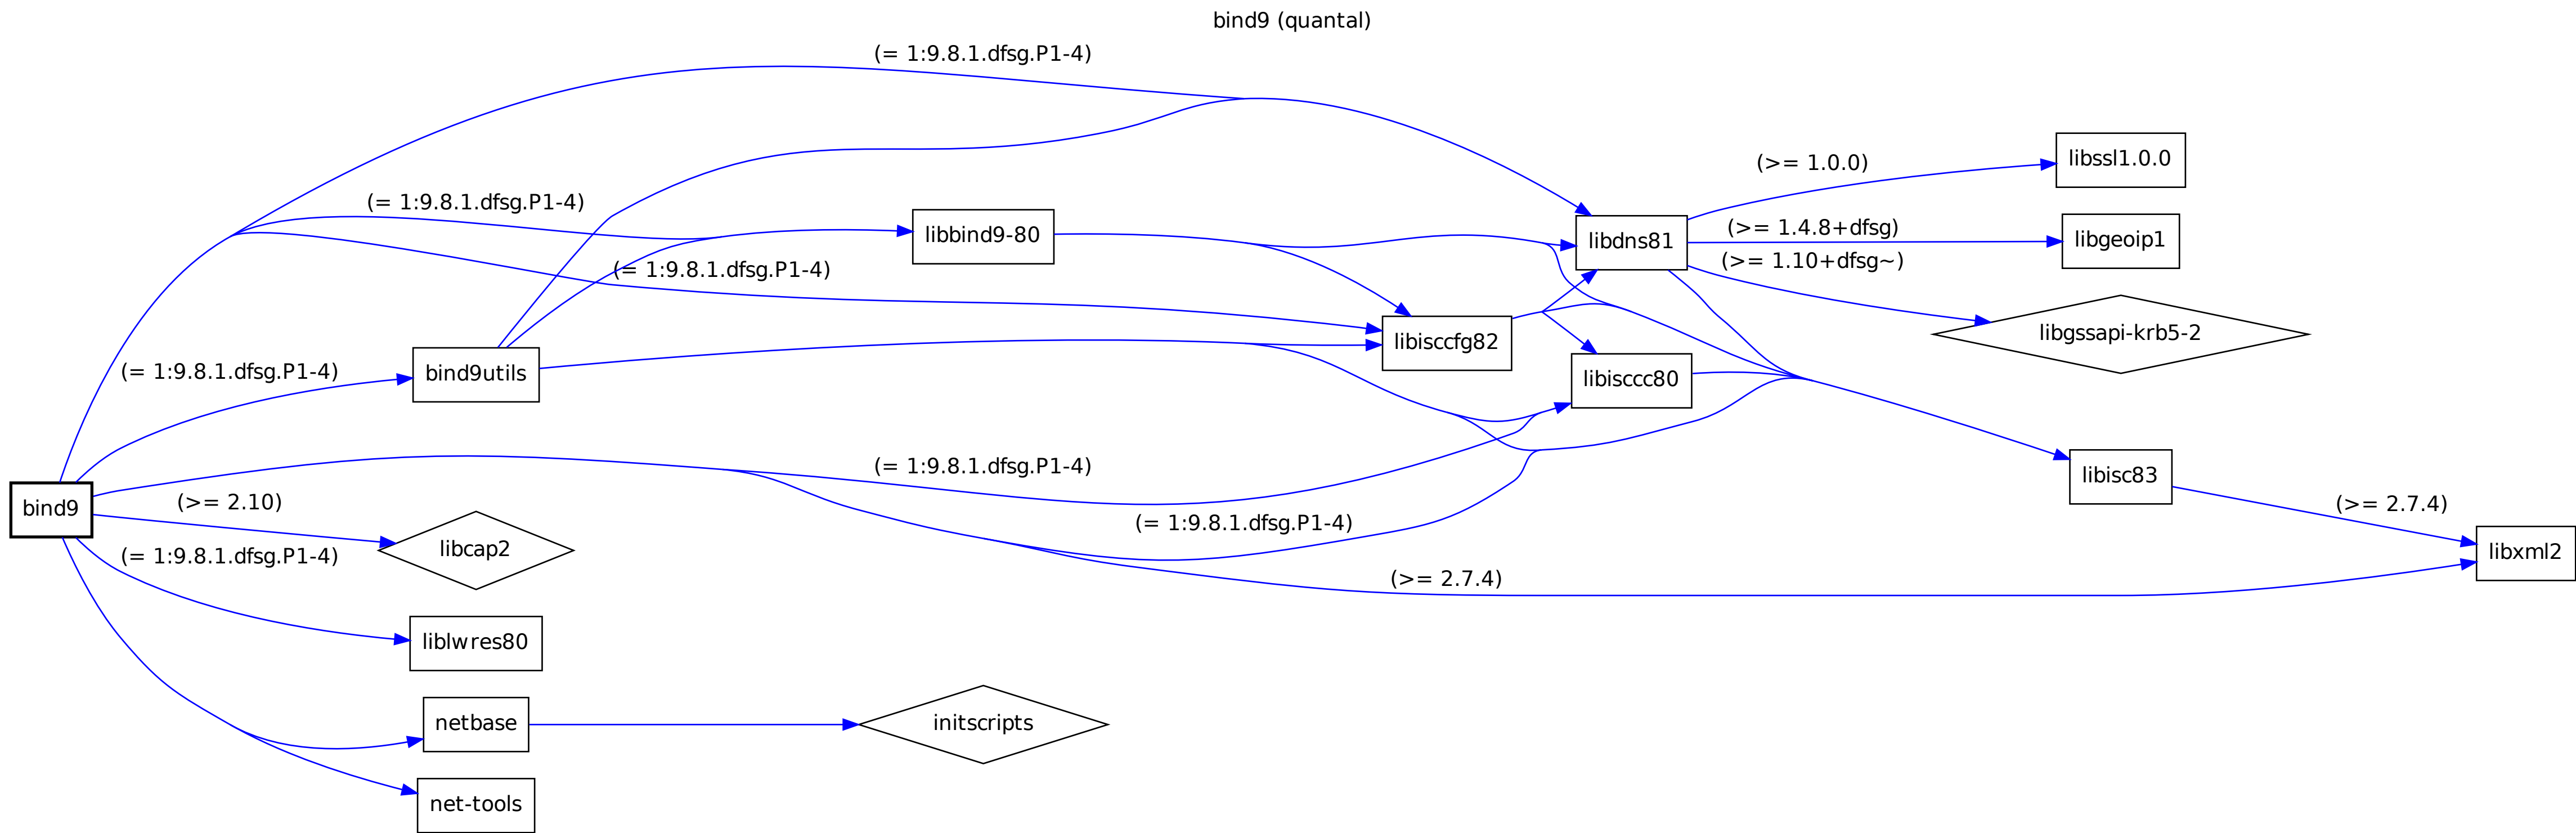 bind9 (quantal)
(= 1:9.8.1.dfsg.P1-4)
(>= 1.0.0)
libssl1.0.0
(= 1:9.8.1.dfsg.P1-4)
libbind9-80
libdns81
(>= 1.4.8+dfsg)
libgeoip1
(= 1:9.8.1.dfsg.P1-4)
(>= 1.10+dfsg~)
libgssapi-krb5-2
libisccfg82
(= 1:9.8.1.dfsg.P1-4)
bind9utils
libisccc80
(= 1:9.8.1.dfsg.P1-4)
libisc83
bind9
(>= 2.10)
(>= 2.7.4)
(= 1:9.8.1.dfsg.P1-4)
libcap2
(= 1:9.8.1.dfsg.P1-4)
libxml2
(>= 2.7.4)
liblwres80
netbase
initscripts
net-tools